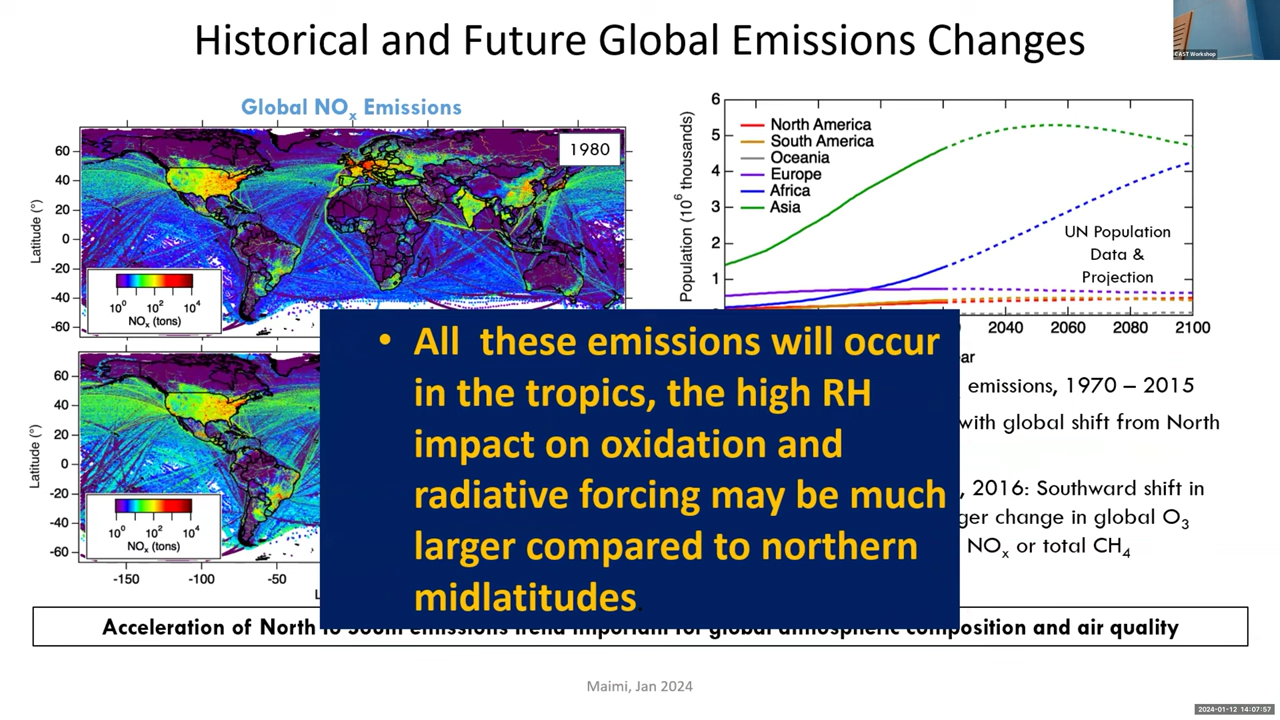 Historical and Future Global Emissions Changes
CAST Workshop
Global NOx Emissions
1980
60
40
20
0
-20
-40
-60
Latitude (°)
10⁰ 10² 10⁴
NOx (tons)
60
40
20
0
-20
-40
-60
Latitude (°)
10⁰ 10² 10⁴
NOx (tons)
-150 -100 -50
6
5
4
3
2
1
Population (10⁶ thousands)
North America
South America
Oceania
Europe
Africa
Asia
UN Population
Data &
Projection
2040 2060 2080 2100
ar
emissions, 1970 – 2015
with global shift from North
, 2016: Southward shift in
ger change in global O₃
NOx or total CH₄
• All these emissions will occur
in the tropics, the high RH
impact on oxidation and
radiative forcing may be much
larger compared to northern
midlatitudes.
Acceleration of North to South emissions trend important for global atmospheric composition and air quality
Maimi, Jan 2024
2024-01-12 14:07:57